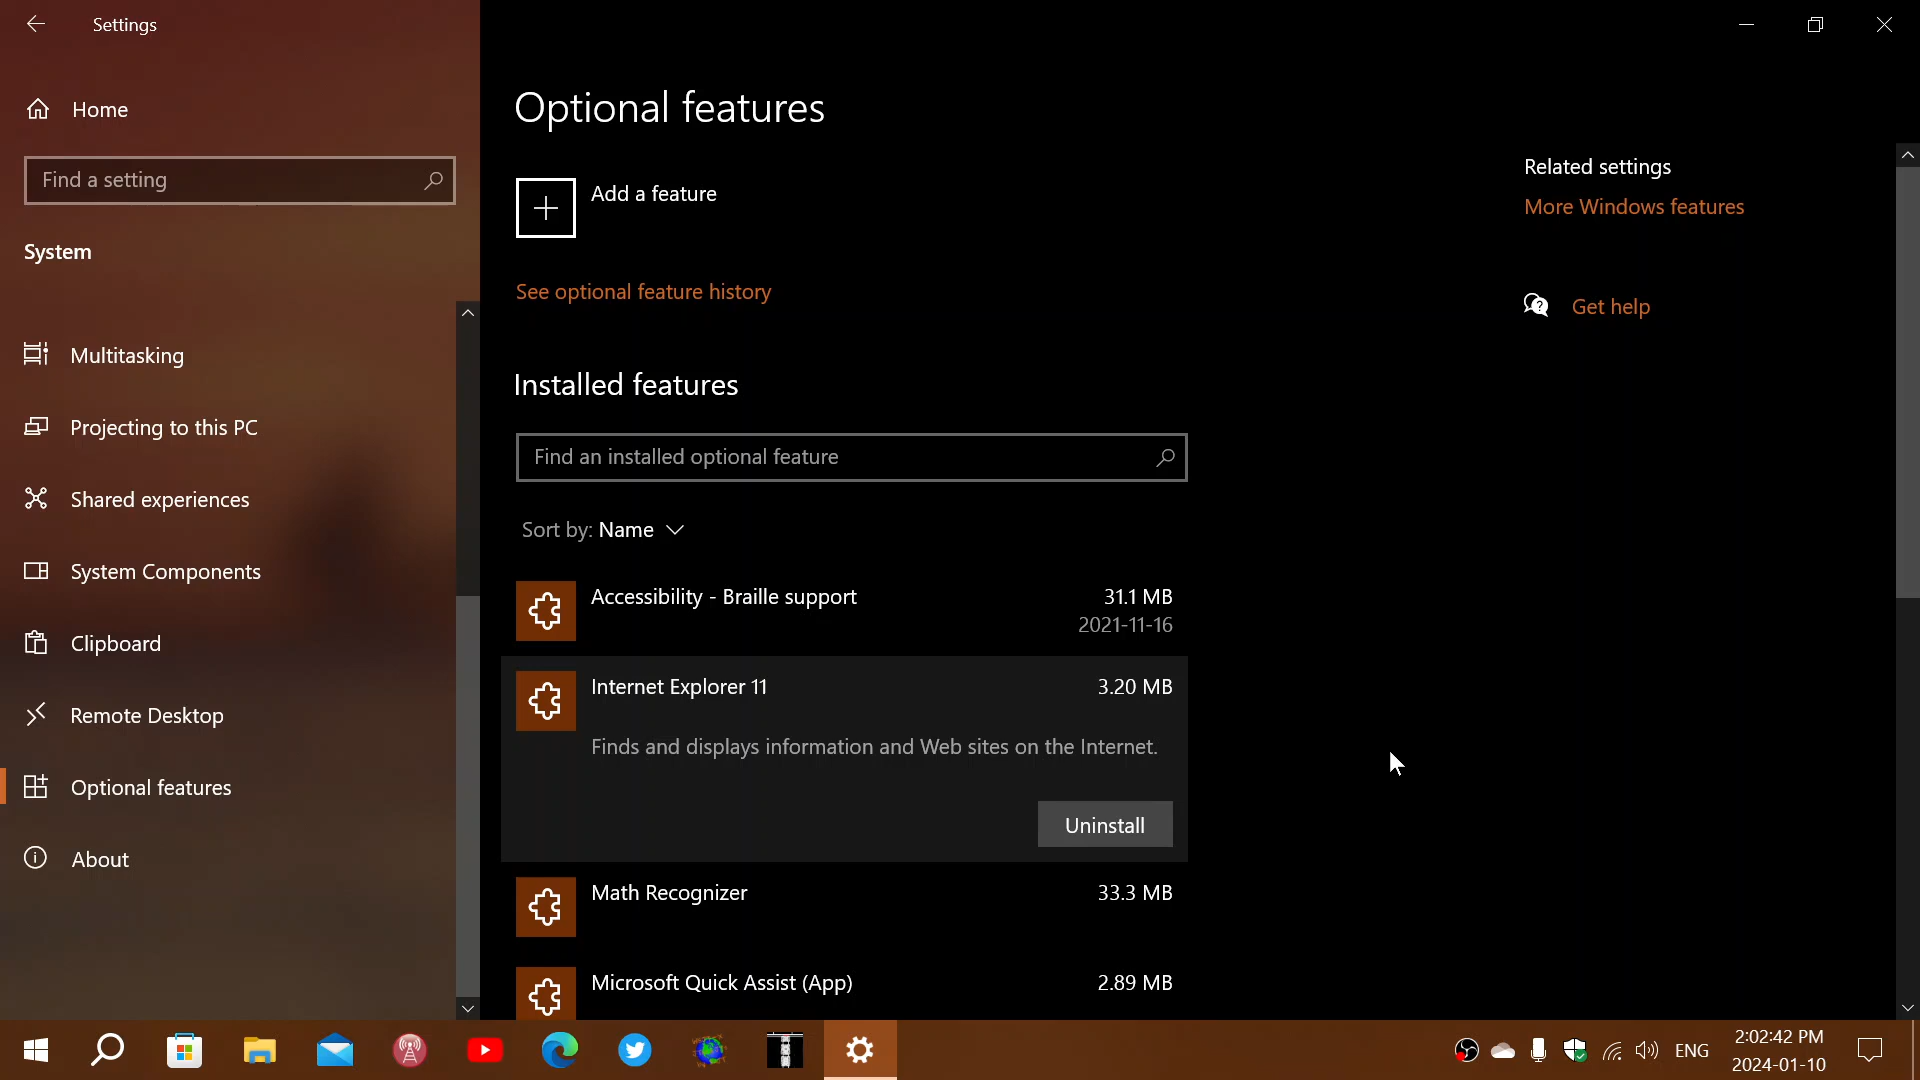 Settings
Home
Find a setting
System
Multitasking
Projecting to this PC
Shared experiences
System Components
Clipboard
Remote Desktop
Optional features
About
Optional features
Add a feature
See optional feature history
Installed features
Find an installed optional feature
Sort by: Name
Accessibility - Braille support 31.1 MB
2021-11-16
Internet Explorer 11 3.20 MB
Finds and displays information and Web sites on the Internet.
Uninstall
Math Recognizer 33.3 MB
Microsoft Quick Assist (App) 2.89 MB
Related settings
More Windows features
Get help
ENG
2:02:42 PM
2024-01-10